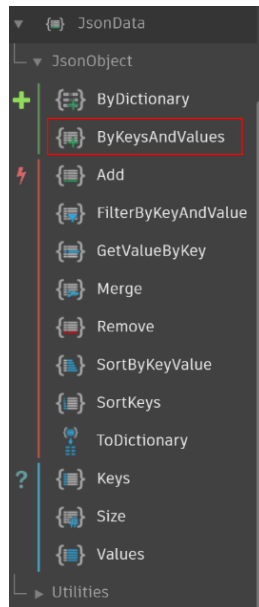 JsonData
JsonObject
ByDictionary
ByKeysAndValues
Add
FilterByKeyAndValue
GetValueByKey
Merge
Remove
SortByKeyValue
SortKeys
ToDictionary
? Keys
Size
Values
Utilities